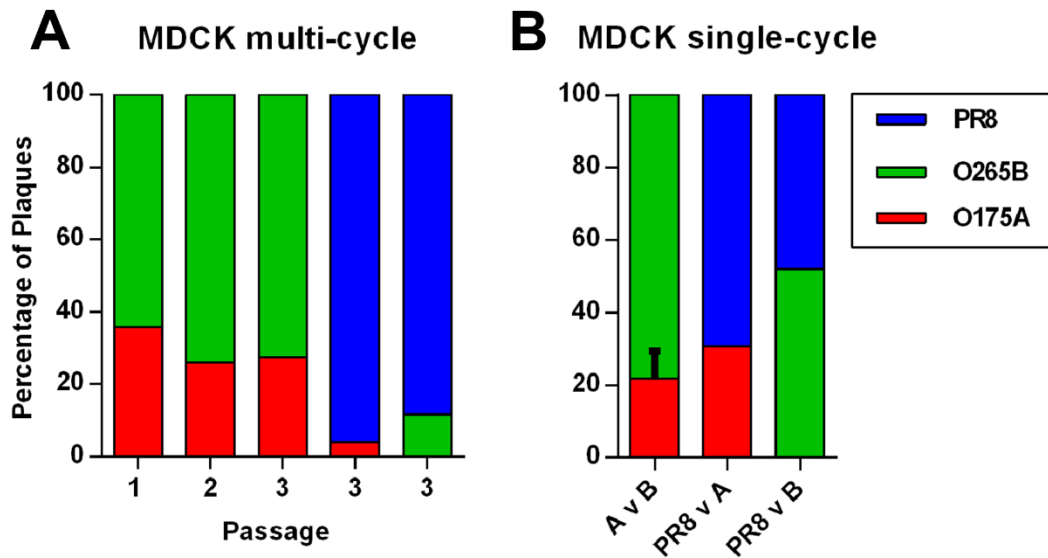 A MDCK multi-cycle
Percentage of Plaques
100
80
60
40
20
0
1 2 3 3 3
Passage
B MDCK single-cycle
100
80
60
40
20
0
A v B
PR8 v A
PR8 v B
PR8
O265B
O175A